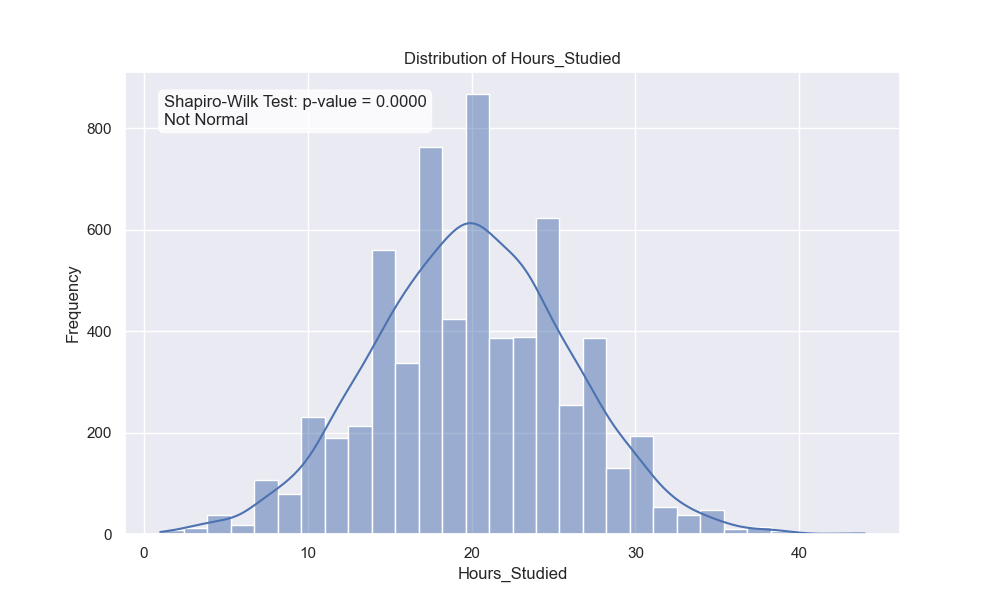 Distribution of Hours_Studied
Shapiro-Wilk Test: p-value = 0.0000
Not Normal
Frequency
800
600
400
200
0
0 10 20 30 40
Hours_Studied